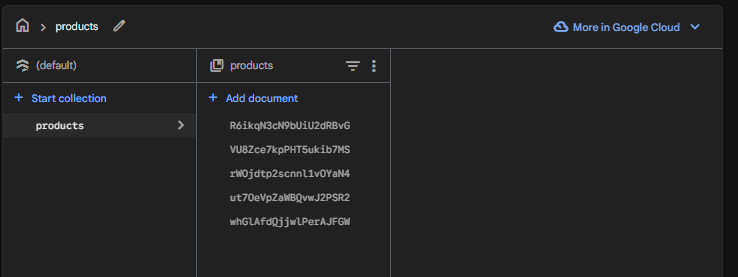 products
More in Google Cloud
(default)
products
Start collection
Add document
products
R6ikqN3cN9bUiU2dRBvG
VU8Zce7kpPHT5ukib7MS
rWOjdtp2scnnl1vOYaN4
ut7OeVpZaWBQvwJ2PSR2
whGlAfdQjjwlPerAJFGW